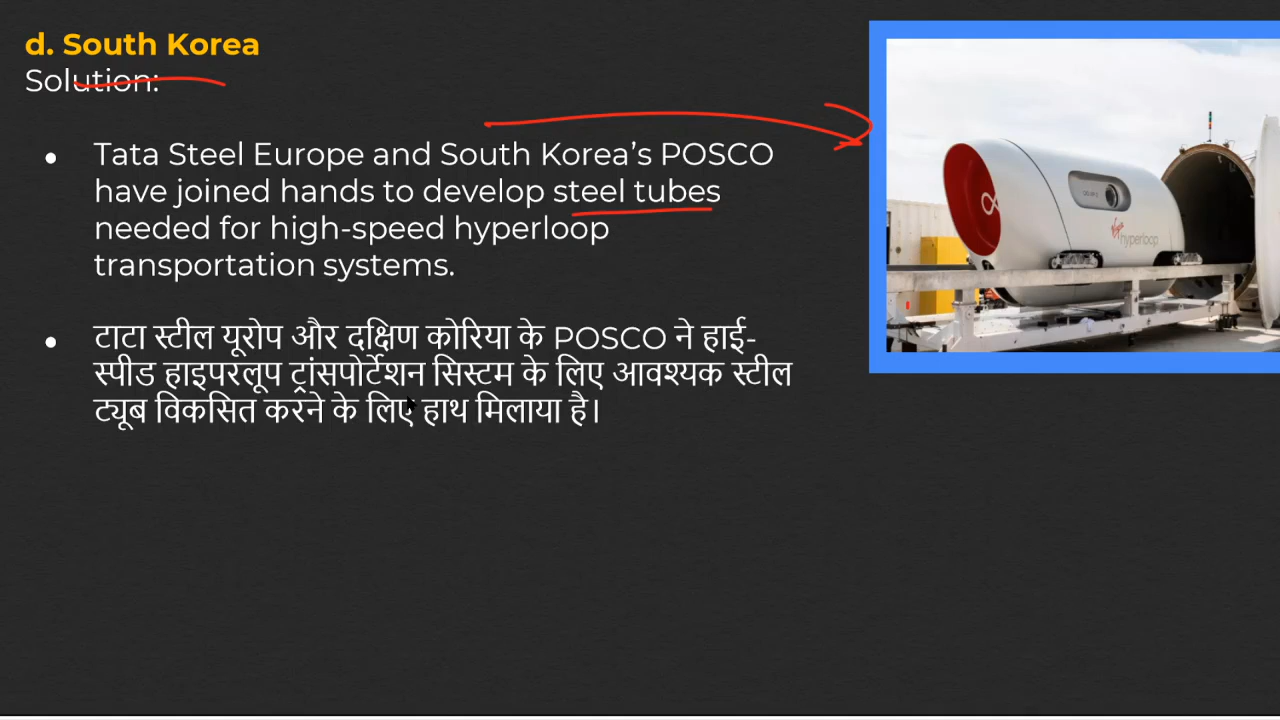 d. South Korea
Solution:
● Tata Steel Europe and South Korea’s POSCO
have joined hands to develop steel tubes
needed for high-speed hyperloop
transportation systems.
● टाटा स्टील यूरोप और दक्षिण कोरिया के POSCO ने हाई-
स्पीड हाइपरलूप ट्रांसपोर्टेशन सिस्टम के लिए आवश्यक स्टील
ट्यूब विकसित करने के लिए हाथ मिलाया है।
Virgin
hyperloop